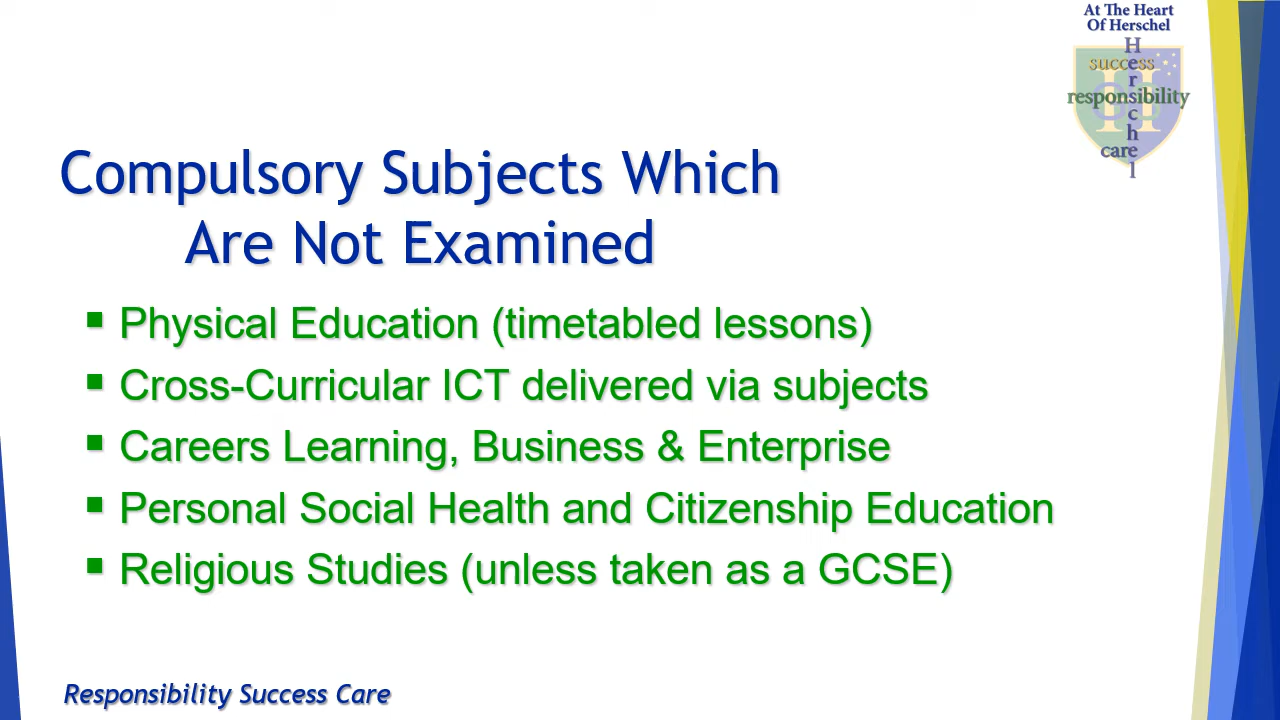 At The Heart
Of Herschel
Herschel
success
responsibility
care
Compulsory Subjects Which
Are Not Examined
Physical Education (timetabled lessons)
Cross-Curricular ICT delivered via subjects
Careers Learning, Business & Enterprise
Personal Social Health and Citizenship Education
Religious Studies (unless taken as a GCSE)
Responsibility Success Care